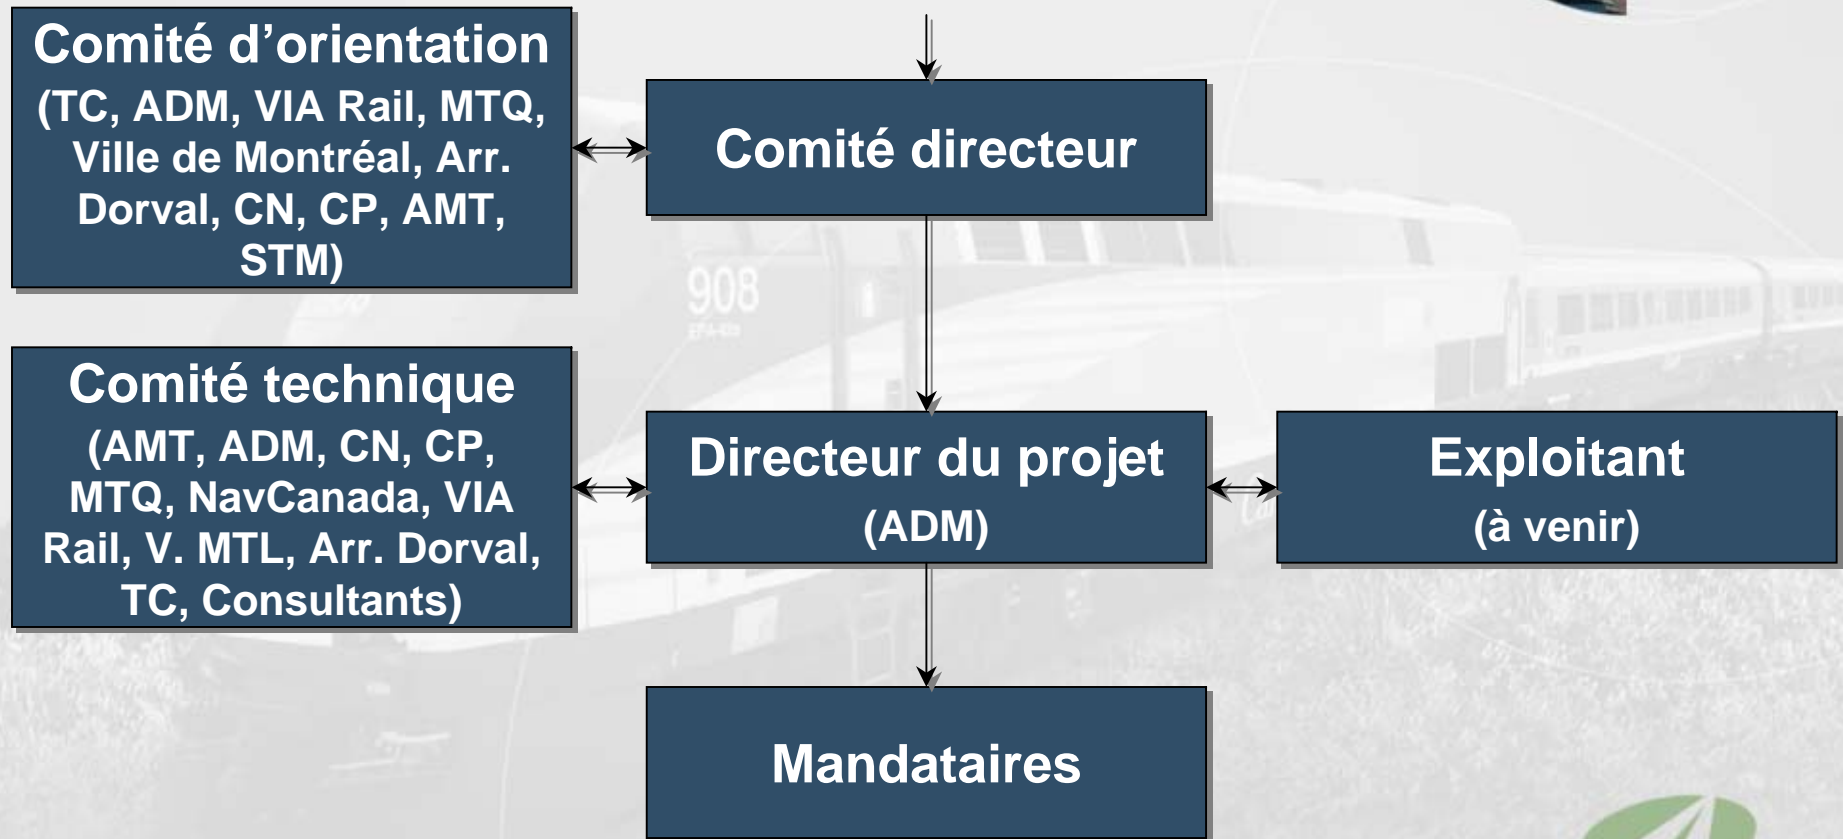 Comité d’orientation
(TC, ADM, VIA Rail, MTQ,
Ville de Montréal, Arr.
Dorval, CN, CP, AMT,
STM)
Comité directeur
908
Comité technique
(AMT, ADM, CN, CP,
MTQ, NavCanada, VIA
Rail, V. MTL, Arr. Dorval,
TC, Consultants)
Directeur du projet
(ADM)
Exploitant
(à venir)
Mandataires